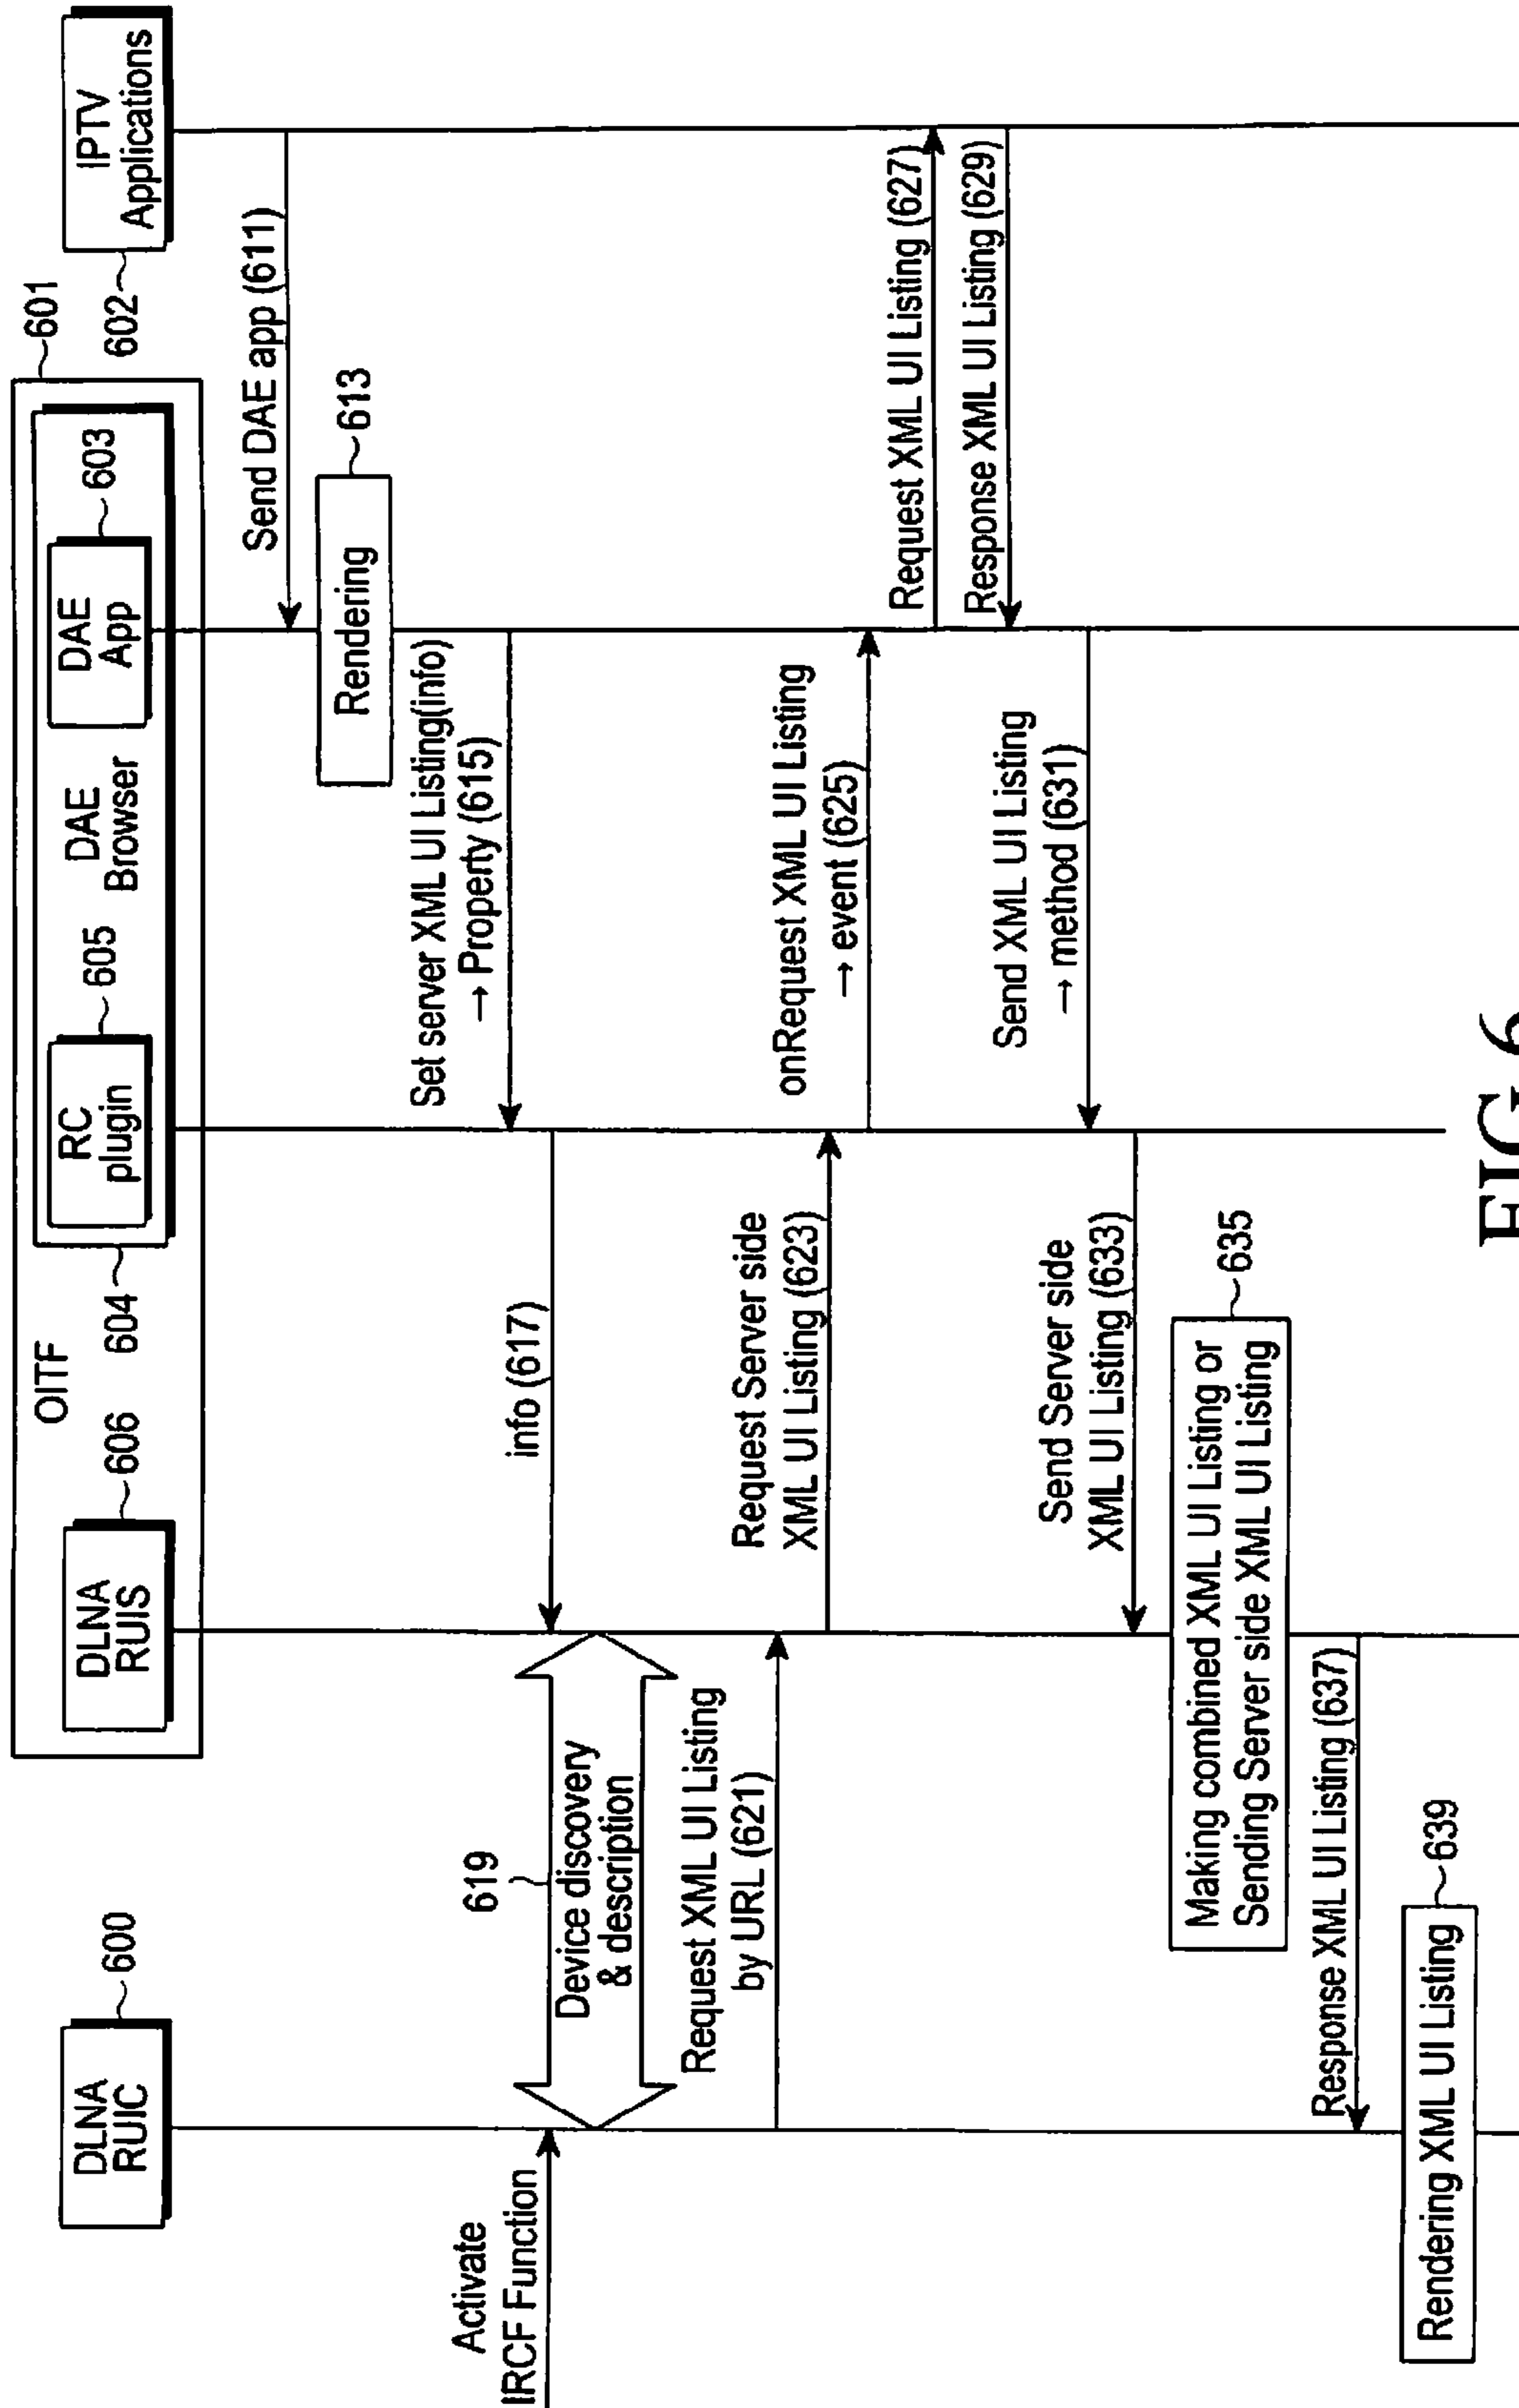 DLNA
RUIC
600
OITF
601
DLNA
RUIS
606
604
RC
plugin
605
DAE
Browser
DAE
App
603
IPTV
Applications
602
Send DAE app (611)
Rendering
613
Set server XML UI Listing(info)
→ Property (615)
Activate
IRCF Function
info (617)
619
Device discovery
& description
Request XML UI Listing
by URL (621)
Request Server side
XML UI Listing (623)
onRequest XML UI Listing
→ event (625)
Request XML UI Listing (627)
Response XML UI Listing (629)
Send XML UI Listing
→ method (631)
Send Server side
XML UI Listing (633)
Making combined XML UI Listing or
Sending Server side XML UI Listing
635
Response XML UI Listing (637)
Rendering XML UI Listing
639
FIG.6